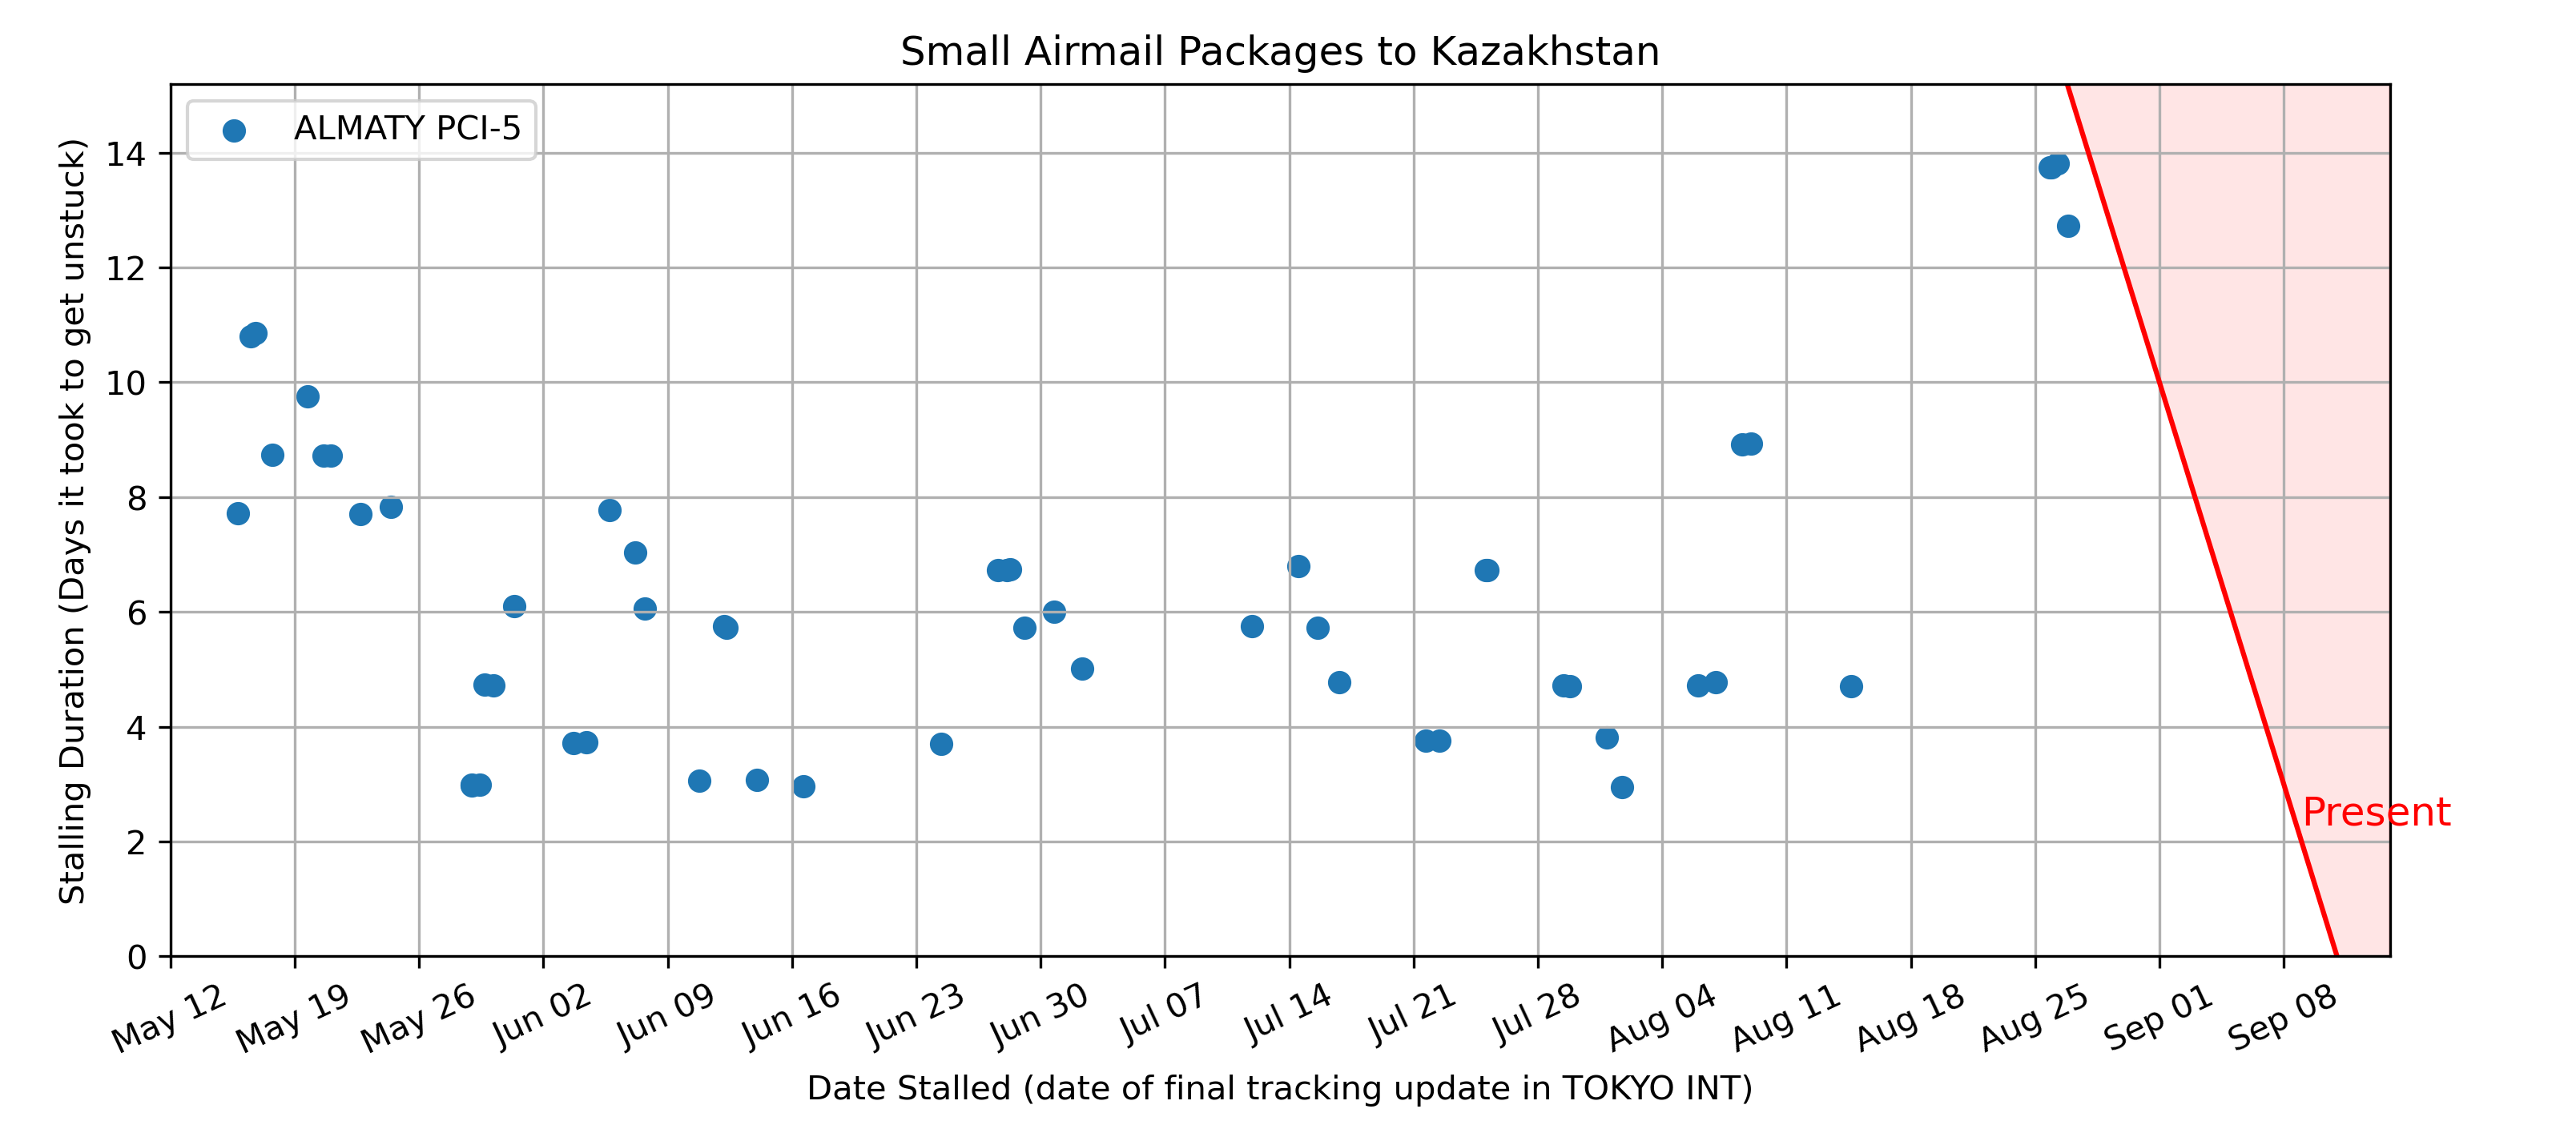 Small Airmail Packages to Kazakhstan
ALMATY PCI-5
Stalling Duration (Days it took to get unstuck)
14
12
10
8
6
4
2
0
Present
May 12
May 19
May 26
Jun 02
Jun 09
Jun 16
Jun 23
Jun 30
Jul 07
Jul 14
Jul 21
Jul 28
Aug 04
Aug 11
Aug 18
Aug 25
Sep 01
Sep 08
Date Stalled (date of final tracking update in TOKYO INT)